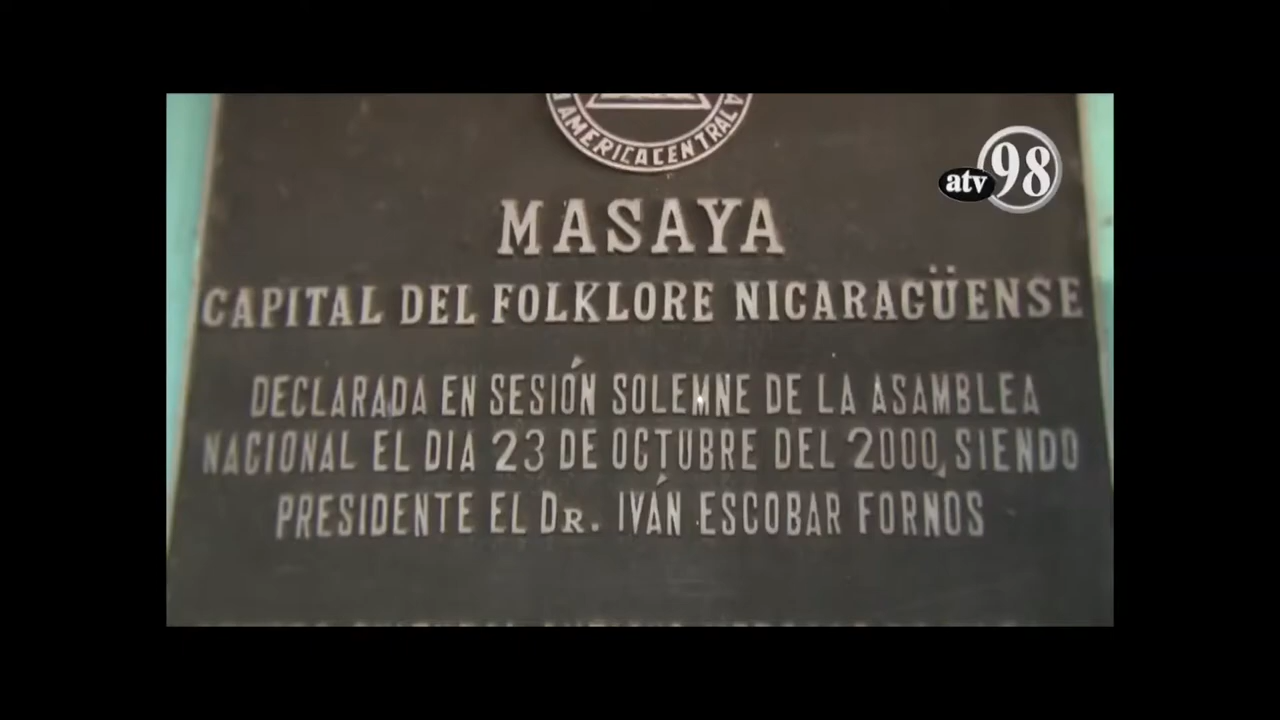 AMERICA CENTRAL
atv 98
MASAYA
CAPITAL DEL FOLKLORE NICARAGÜENSE
DECLARADA EN SESIÓN SOLEMNE DE LA ASAMBLEA
NACIONAL EL DIA 23 DE OCTUBRE DEL 2000, SIENDO
PRESIDENTE EL DR. IVÁN ESCOBAR FORNOS